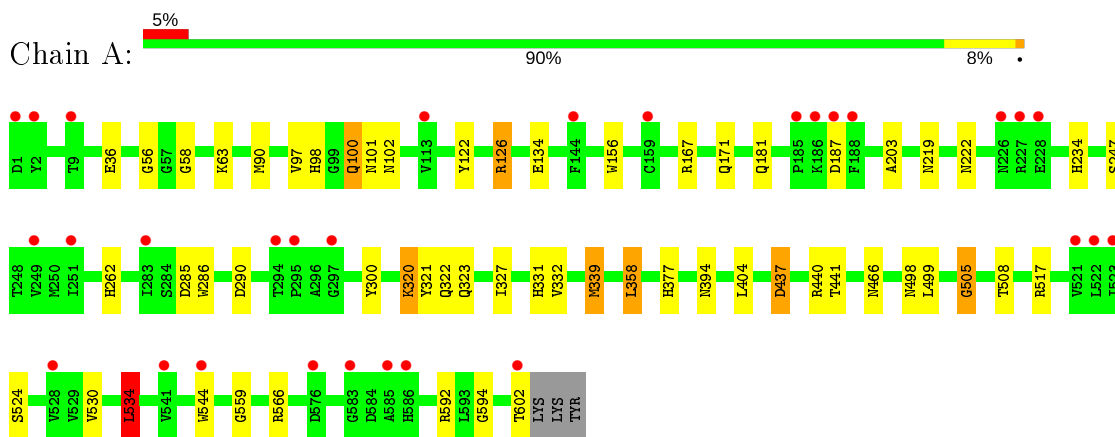 5%
Chain A:
90%
8%
D1 Y2 T9 E36 G56 G57 G58 K63 M90 V97 H98 G99 Q100 N101 N102 V113 Y122 R126 E134 F144 W156 C159 R167 Q171 Q181 P185 K186 D187 F188 A203 N219 N222 N226 R227 E228 H234 S247
T248 V249 M250 I251 H262 I283 S284 D285 W286 D290 T294 P295 A296 G297 Y300 K320 Y321 Q322 Q323 I327 H331 V332 M339 L358 H377 N394 L404 D437 R440 T441 N466 N498 L499 G505 T508 R517 V521 L522 I523
S524 V528 V529 V530 L534 V541 W544 G559 R566 D576 G583 D584 A585 H586 R592 L593 G594 T602 LYS LYS TYR